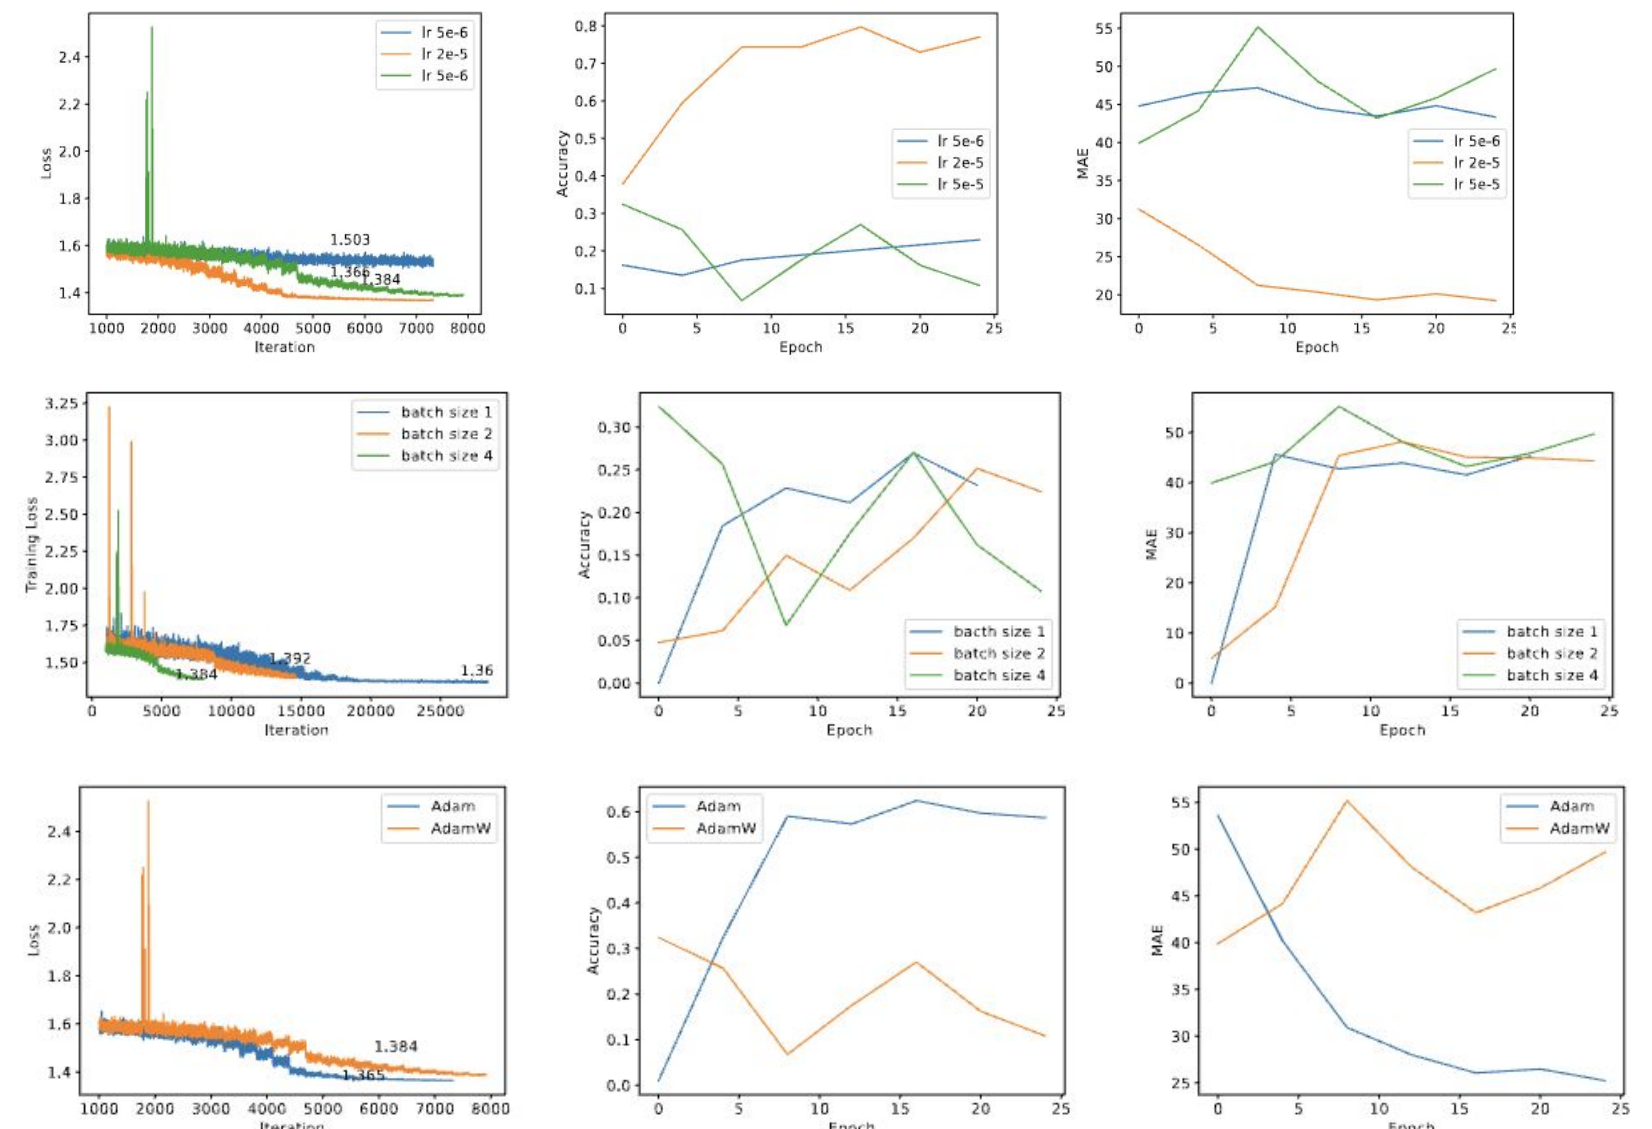 lr 5e-6
lr 2e-5
lr 5e-6
2.4
2.2
2.0
1.8
1.6
1.4
Loss
1.503
1.366
1.384
1000 2000 3000 4000 5000 6000 7000 8000
Iteration
0.8
0.7
0.6
0.5
0.4
0.3
0.2
0.1
Accuracy
lr 5e-6
lr 2e-5
lr 5e-5
0 5 10 15 20 25
Epoch
55
50
45
40
35
30
25
20
MAE
lr 5e-6
lr 2e-5
lr 5e-5
0 5 10 15 20 25
Epoch
3.25
3.00
2.75
2.50
2.25
2.00
1.75
1.50
Training Loss
batch size 1
batch size 2
batch size 4
1.384
1.392
1.36
0 5000 10000 15000 20000 25000
Iteration
0.30
0.25
0.20
0.15
0.10
0.05
0.00
Accuracy
bacth size 1
batch size 2
batch size 4
0 5 10 15 20 25
Epoch
50
40
30
20
10
0
MAE
batch size 1
batch size 2
batch size 4
0 5 10 15 20 25
Epoch
Adam
AdamW
2.4
2.2
2.0
1.8
1.6
1.4
Loss
1.384
1.365
1000 2000 3000 4000 5000 6000 7000 8000
Iteration
Adam
AdamW
0.6
0.5
0.4
0.3
0.2
0.1
0.0
Accuracy
0 5 10 15 20 25
Epoch
Adam
AdamW
55
50
45
40
35
30
25
MAE
0 5 10 15 20 25
Epoch